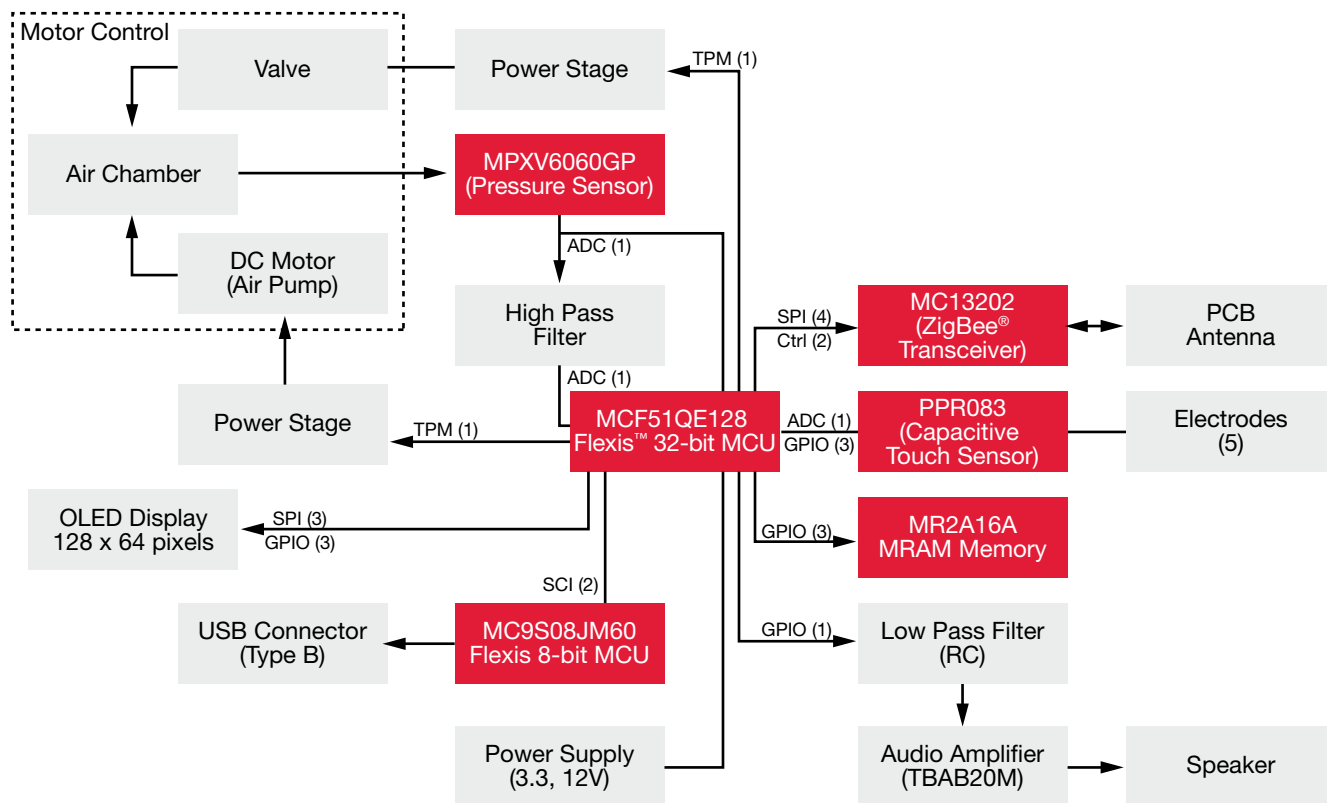 Motor Control
Valve
Power Stage
TPM (1)
Air Chamber
MPXV6060GP
(Pressure Sensor)
ADC (1)
DC Motor
(Air Pump)
High Pass
Filter
ADC (1)
SPI (4)
Ctrl (2)
MC13202
(ZigBee®
Transceiver)
PCB
Antenna
Power Stage
TPM (1)
MCF51QE128
Flexis™ 32-bit MCU
ADC (1)
GPIO (3)
PPR083
(Capacitive
Touch Sensor)
Electrodes
(5)
OLED Display
128 x 64 pixels
SPI (3)
GPIO (3)
GPIO (3)
MR2A16A
MRAM Memory
SCI (2)
USB Connector
(Type B)
MC9S08JM60
Flexis 8-bit MCU
GPIO (1)
Low Pass Filter
(RC)
Power Supply
(3.3, 12V)
Audio Amplifier
(TBAB20M)
Speaker